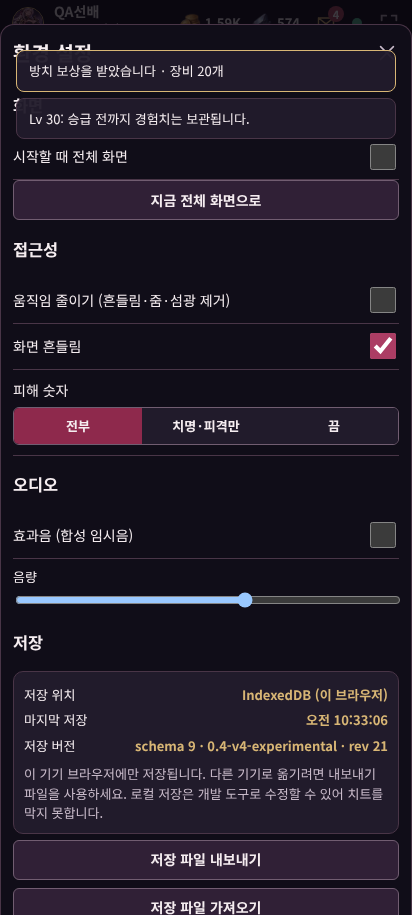 QA선배
1.59K
574
4
환경 설정
방치 보상을 받았습니다 · 장비 20개
화면
Lv 30: 승급 전까지 경험치는 보관됩니다.
시작할 때 전체 화면
지금 전체 화면으로
접근성
움직임 줄이기 (흔들림·줌·섬광 제거)
화면 흔들림
피해 숫자
전부 치명·피격만 끔
오디오
효과음 (합성 임시음)
음량
저장
저장 위치 IndexedDB (이 브라우저)
마지막 저장 오전 10:33:06
저장 버전 schema 9 · 0.4-v4-experimental · rev 21
이 기기 브라우저에만 저장됩니다. 다른 기기로 옮기려면 내보내기
파일을 사용하세요. 로컬 저장은 개발 도구로 수정할 수 있어 치트를
막지 못합니다.
저장 파일 내보내기
저장 파일 가져오기